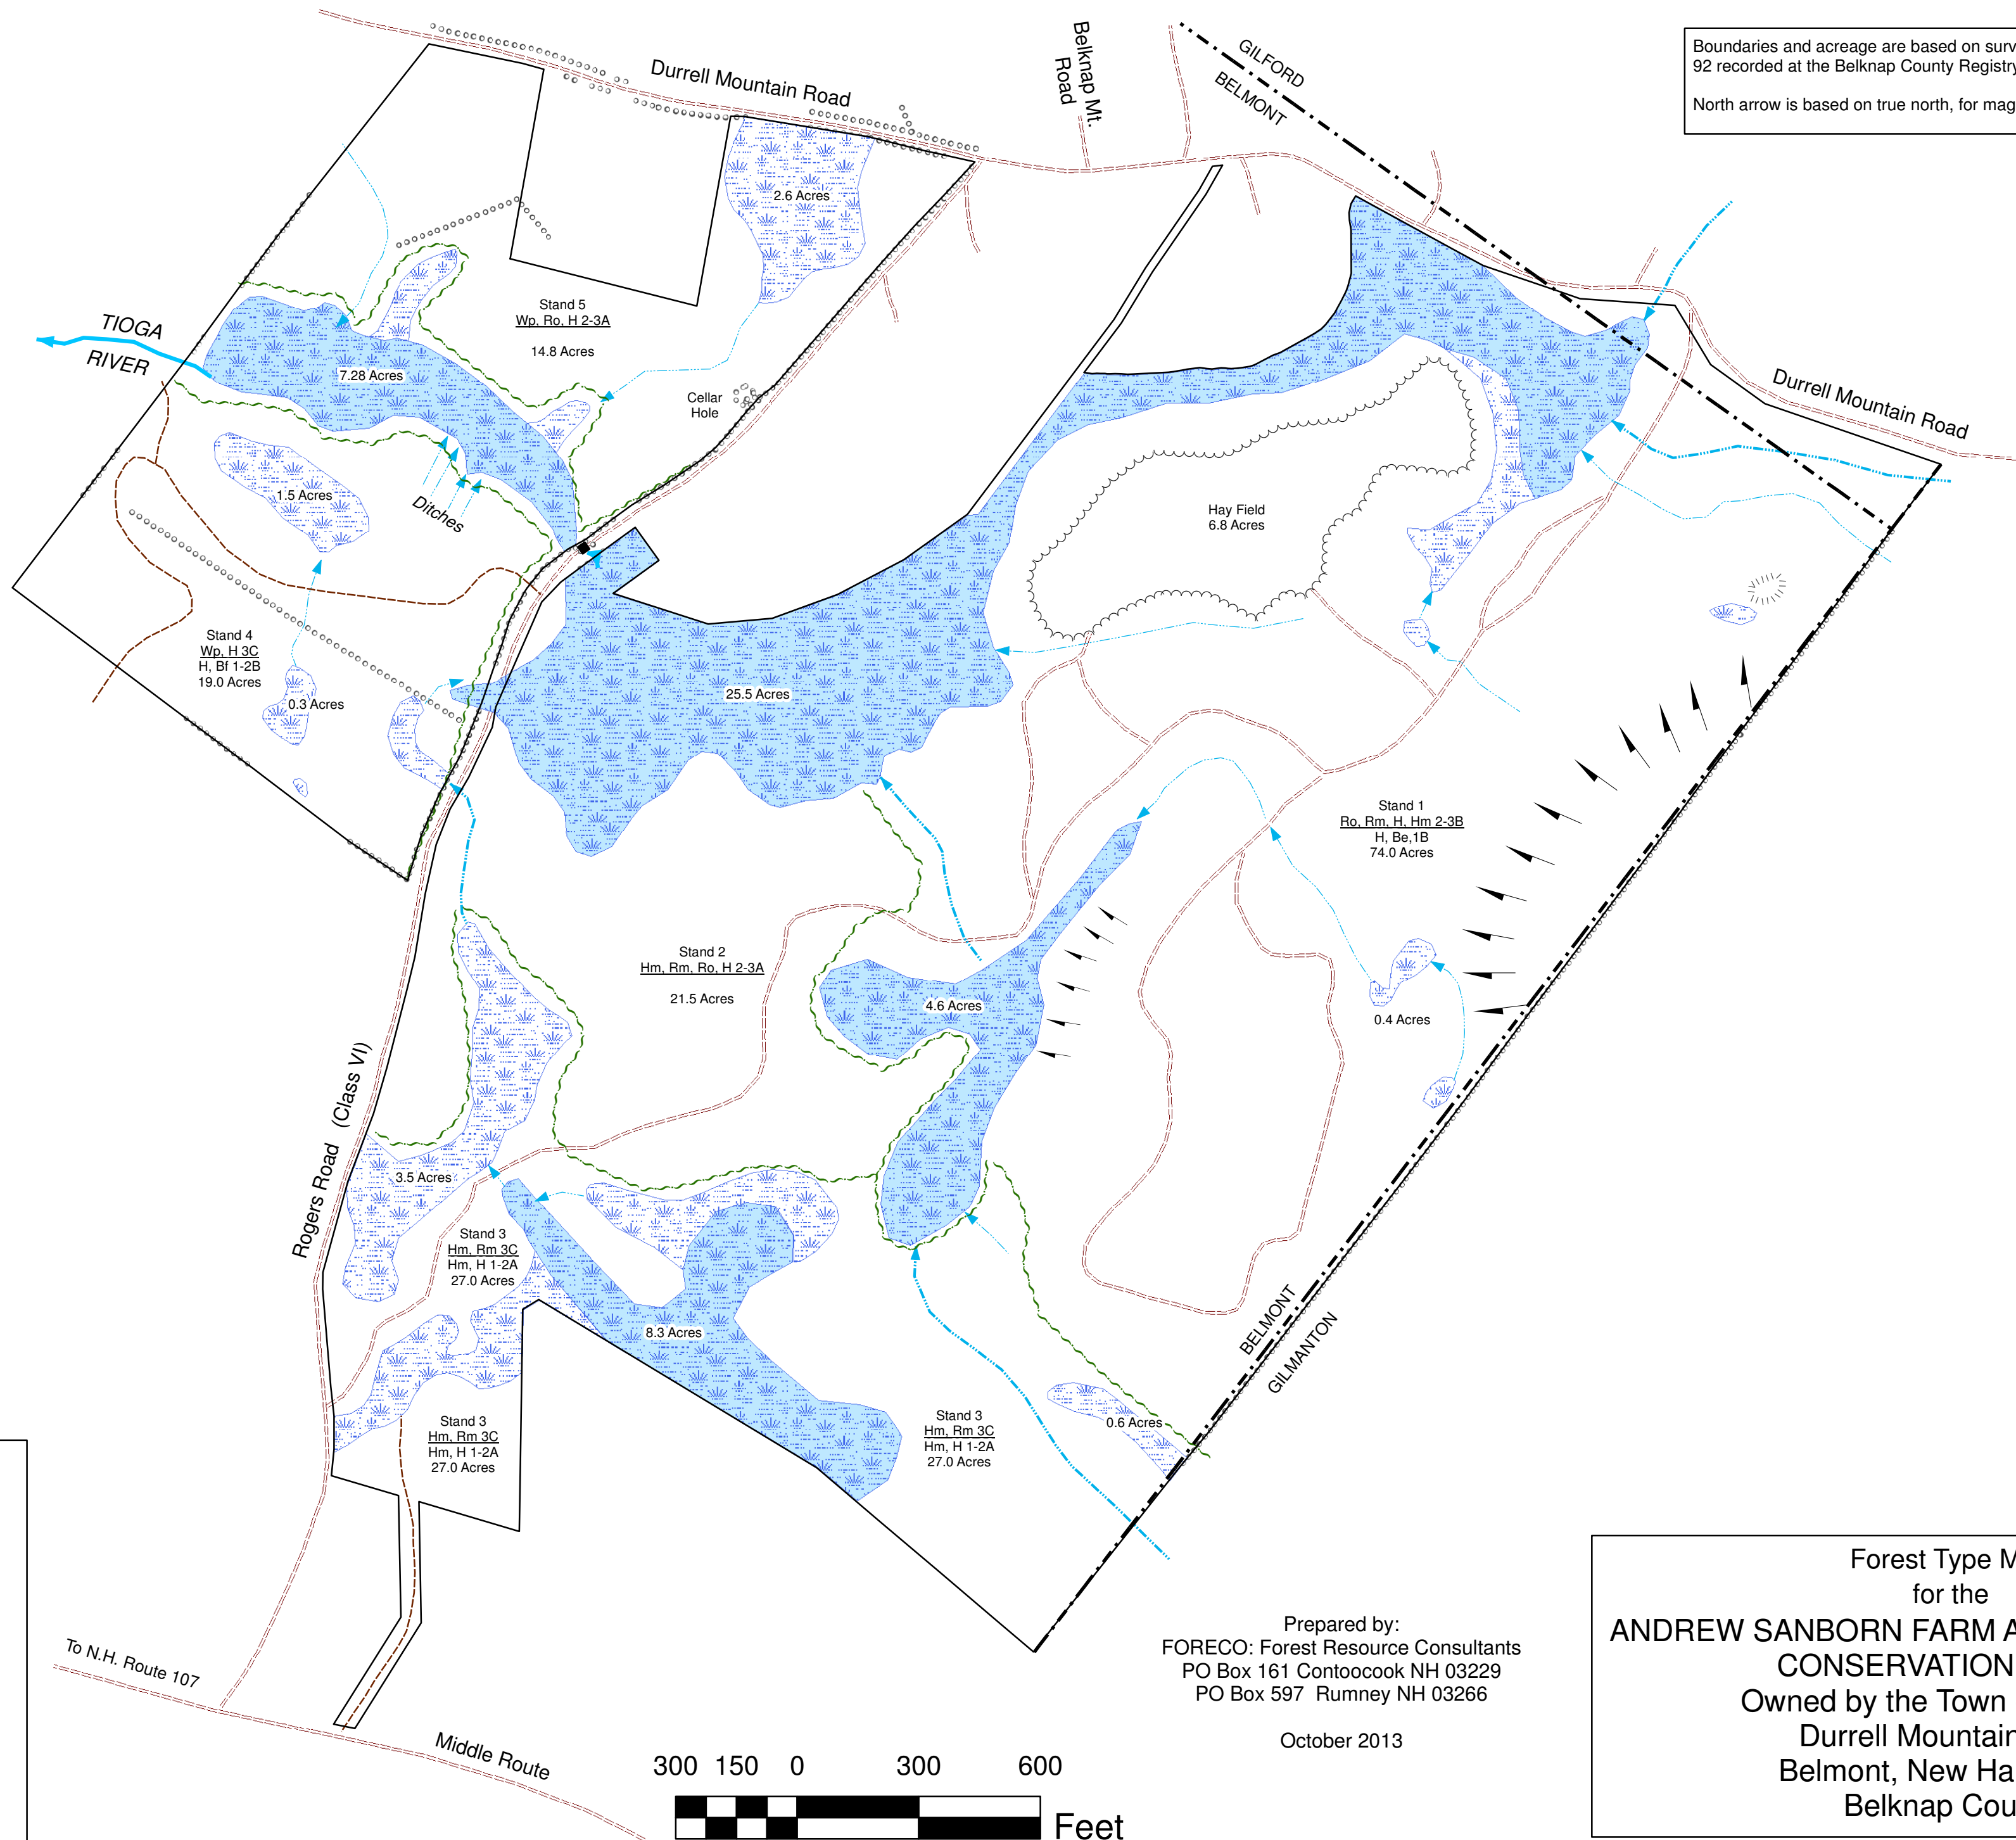 Boundaries and acreage are based on surv
92 recorded at the Belknap County Registry
North arrow is based on true north, for mag
Durrell Mountain Road
Belknap Mt.
Road
GILFORD
BELMONT
2.6 Acres
Stand 5
Wp, Ro, H 2-3A
14.8 Acres
TIOGA
RIVER
7.28 Acres
Cellar
Hole
Durrell Mountain Road
1.5 Acres
Ditches
Hay Field
6.8 Acres
Stand 4
Wp, H 3C
H, Bf 1-2B
19.0 Acres
0.3 Acres
25.5 Acres
Stand 1
Ro, Rm, H, Hm 2-3B
H, Be,1B
74.0 Acres
Stand 2
Hm, Rm, Ro, H 2-3A
21.5 Acres
4.6 Acres
0.4 Acres
Rogers Road (Class VI)
3.5 Acres
Stand 3
Hm, Rm 3C
Hm, H 1-2A
27.0 Acres
8.3 Acres
BELMONT
GILMANTON
Stand 3
Hm, Rm 3C
Hm, H 1-2A
27.0 Acres
Stand 3
Hm, Rm 3C
Hm, H 1-2A
27.0 Acres
0.6 Acres
To N.H. Route 107
Middle Route
Prepared by:
FORECO: Forest Resource Consultants
PO Box 161 Contoocook NH 03229
PO Box 597 Rumney NH 03266
October 2013
300 150 0 300 600
Feet
Forest Type M
for the
ANDREW SANBORN FARM A
CONSERVATION
Owned by the Town
Durrell Mountain
Belmont, New Ha
Belknap Cou